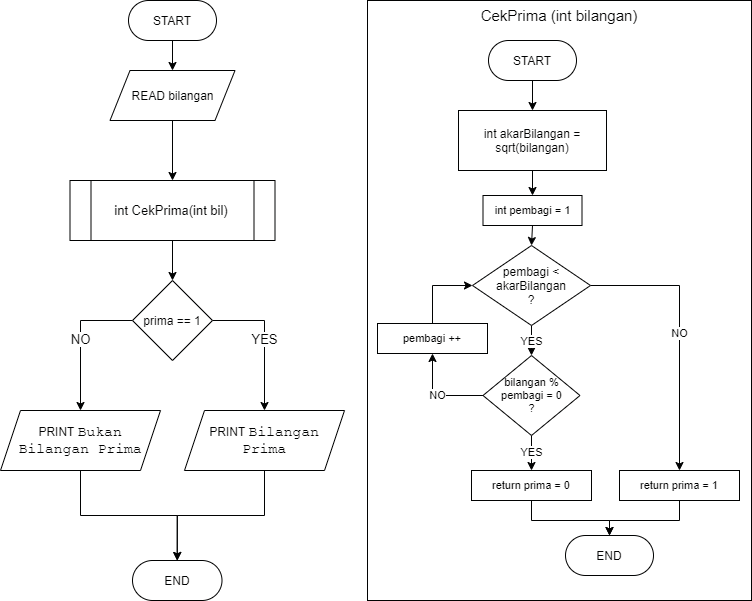 START
READ bilangan
int CekPrima(int bil)
prima == 1
NO
YES
PRINT Bukan
Bilangan Prima
PRINT Bilangan
Prima
END
CekPrima (int bilangan)
START
int akarBilangan =
sqrt(bilangan)
int pembagi = 1
pembagi <
akarBilangan
?
pembagi ++
NO
YES
bilangan %
pembagi = 0
?
NO
YES
return prima = 0
return prima = 1
END